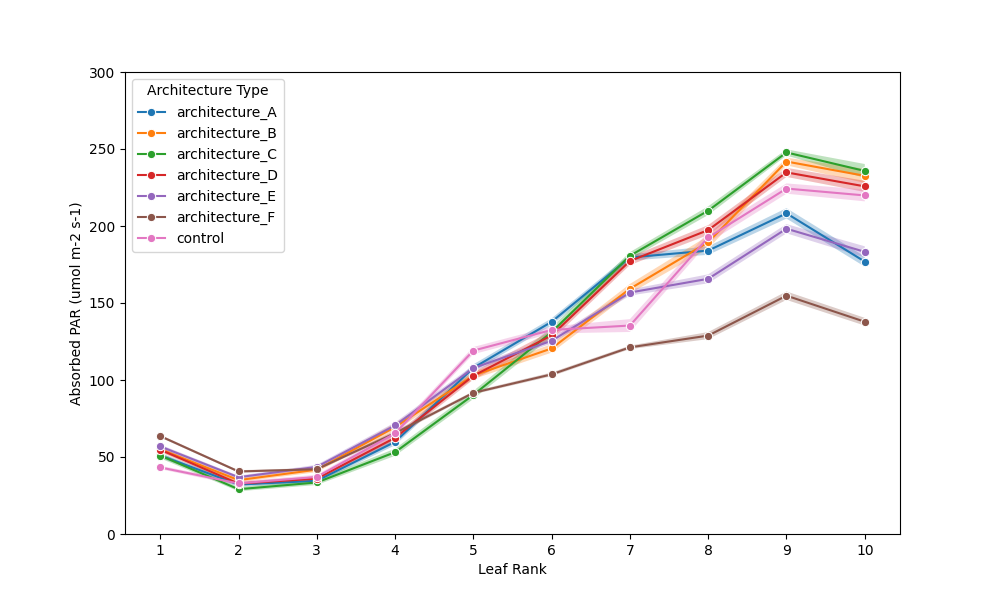 300
250
200
150
100
50
0
Absorbed PAR (umol m-2 s-1)
Architecture Type
architecture_A
architecture_B
architecture_C
architecture_D
architecture_E
architecture_F
control
1 2 3 4 5 6 7 8 9 10
Leaf Rank